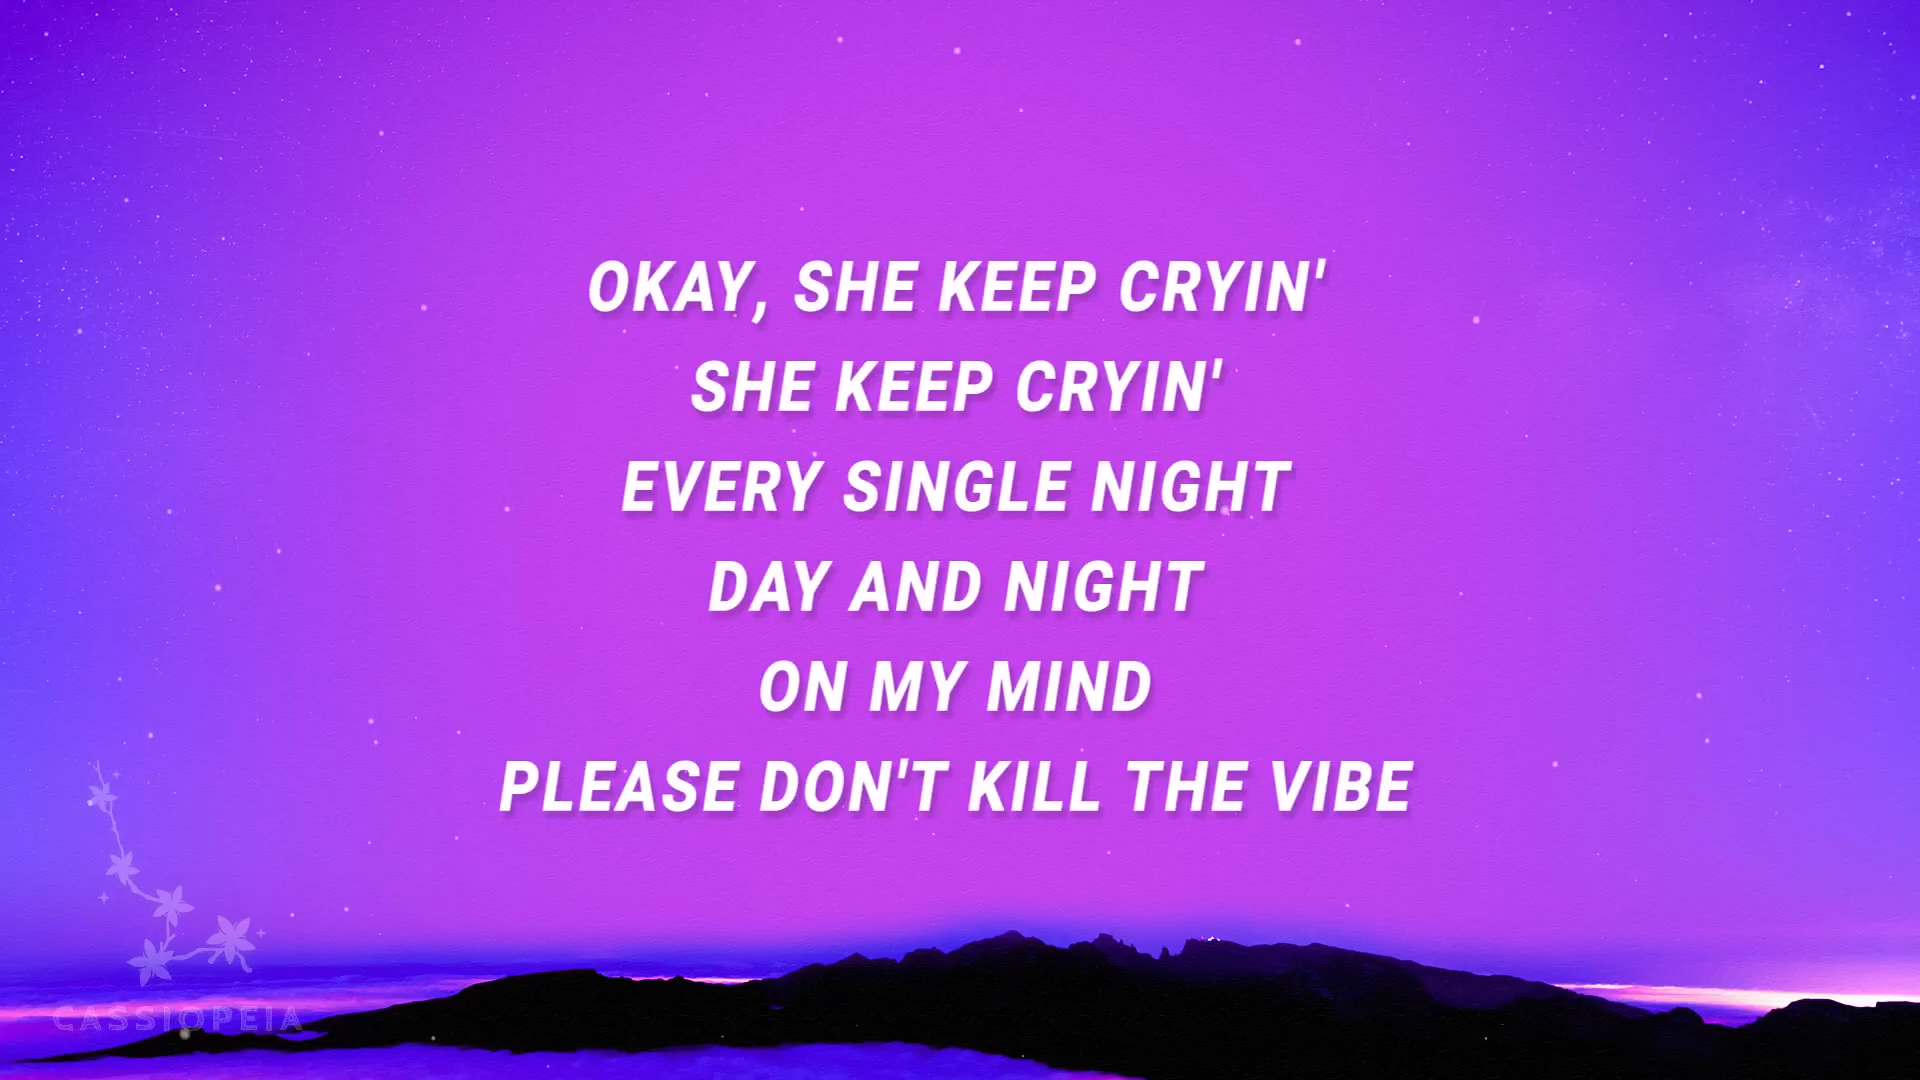 OKAY, SHE KEEP CRYIN'
SHE KEEP CRYIN'
EVERY SINGLE NIGHT
DAY AND NIGHT
ON MY MIND
PLEASE DON'T KILL THE VIBE
CASSIOPEIA